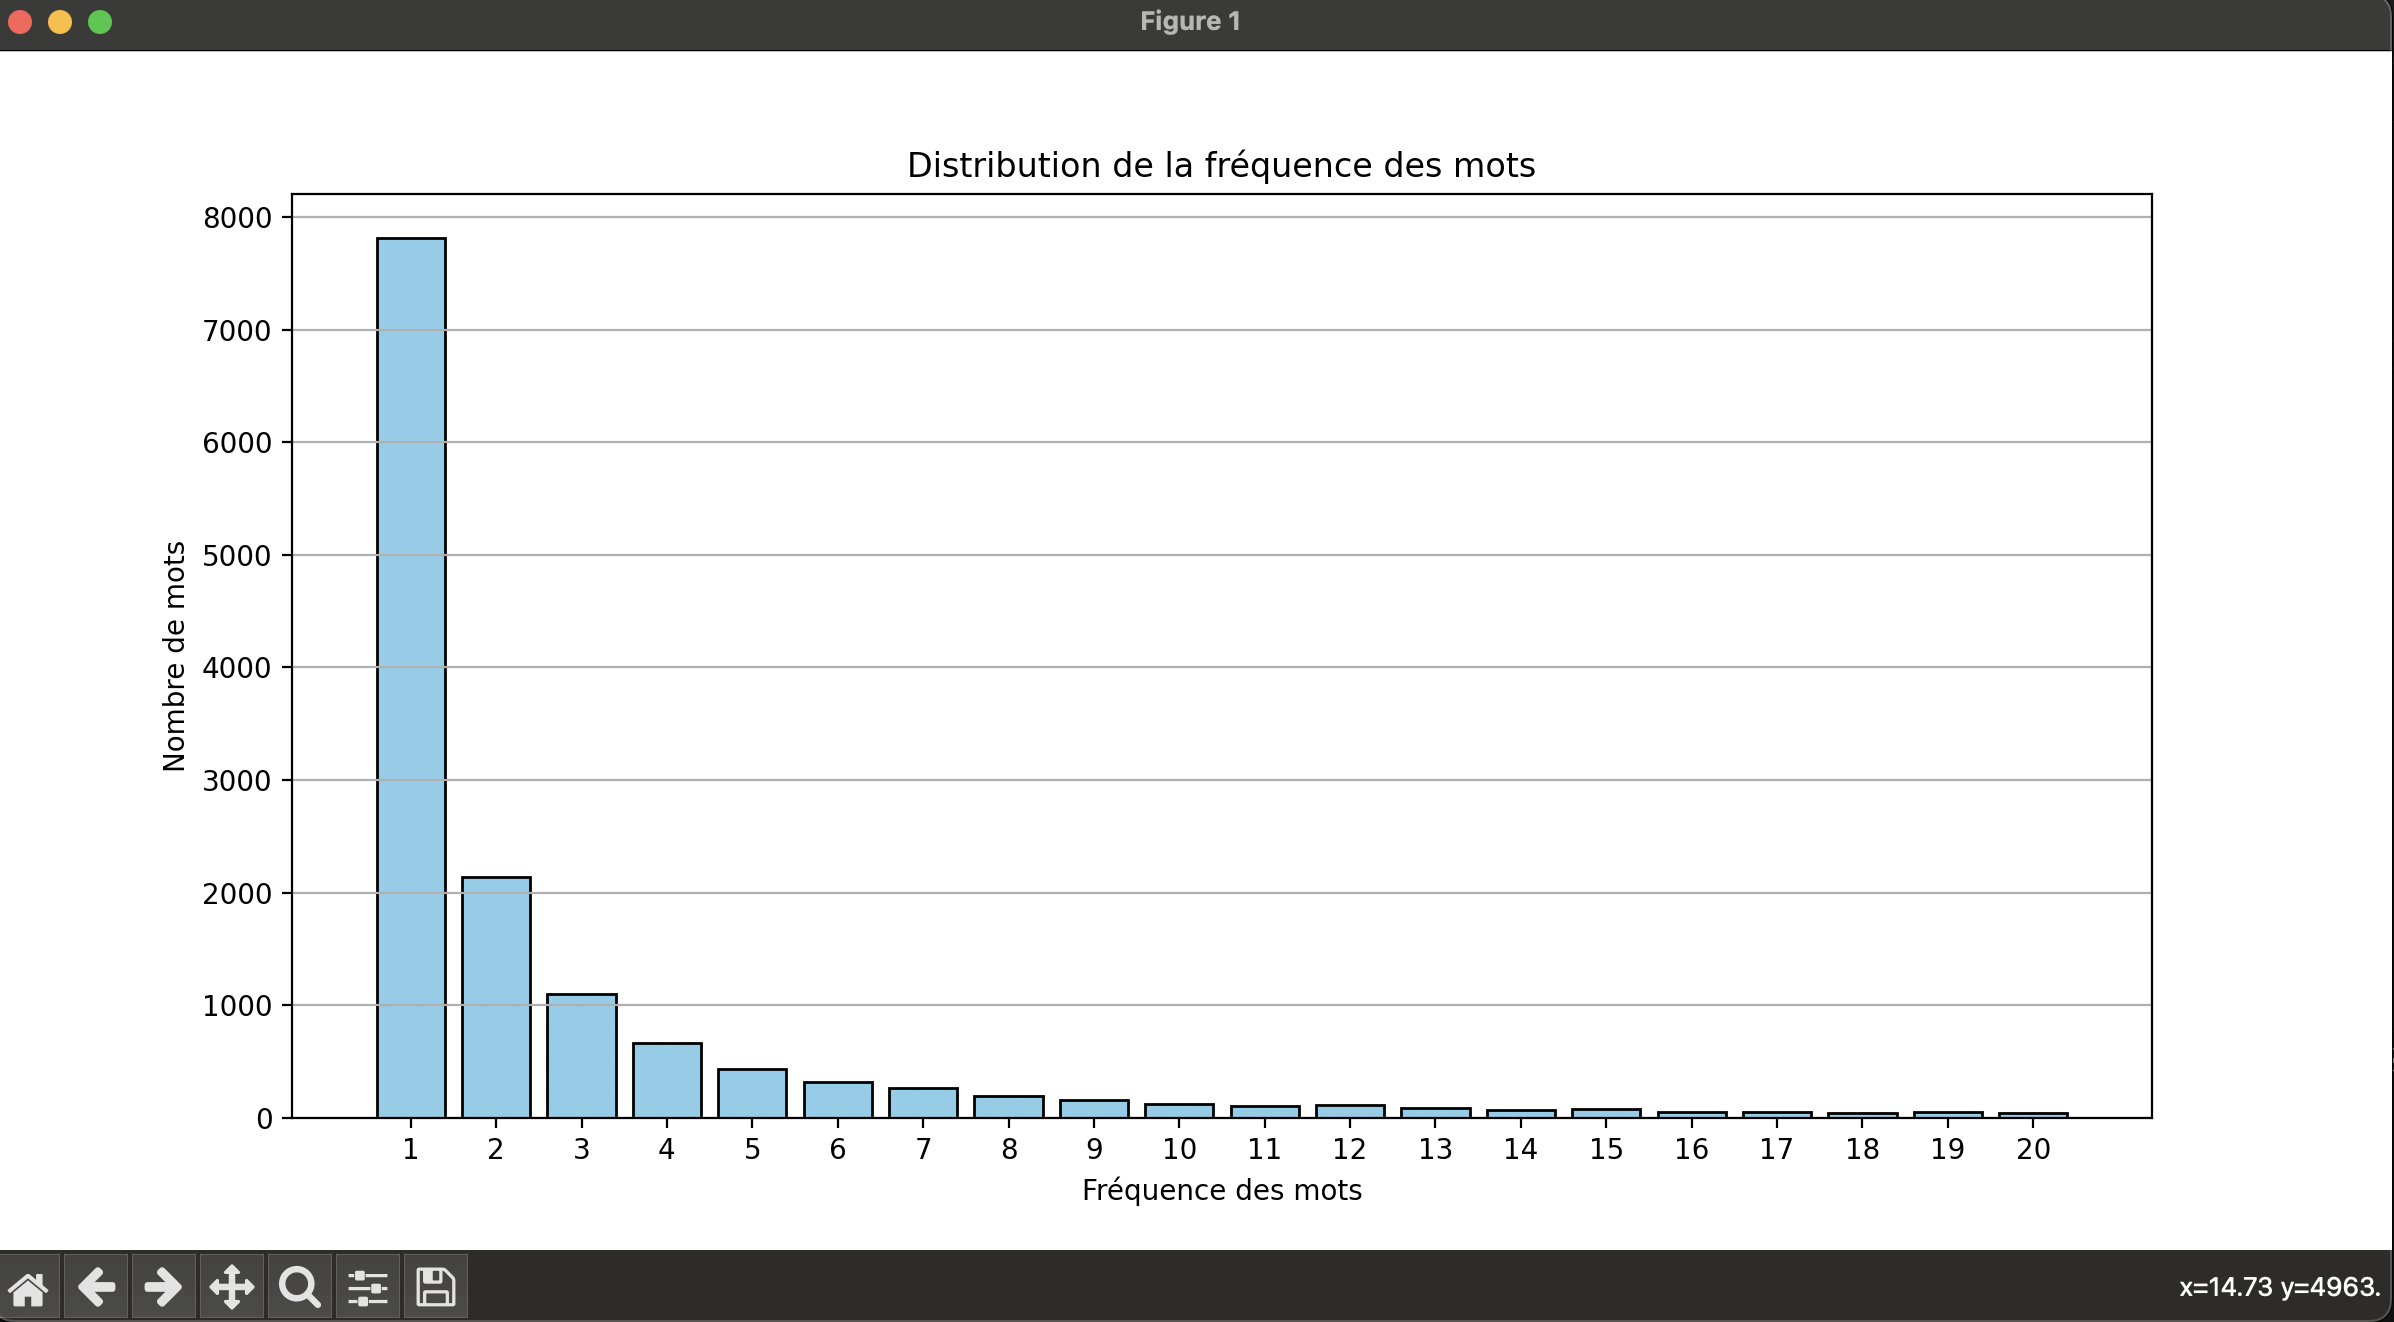 Figure 1
Distribution de la fréquence des mots
8000
7000
6000
5000
4000
3000
2000
1000
0
Nombre de mots
1 2 3 4 5 6 7 8 9 10 11 12 13 14 15 16 17 18 19 20
Fréquence des mots
x=14.73 y=4963.